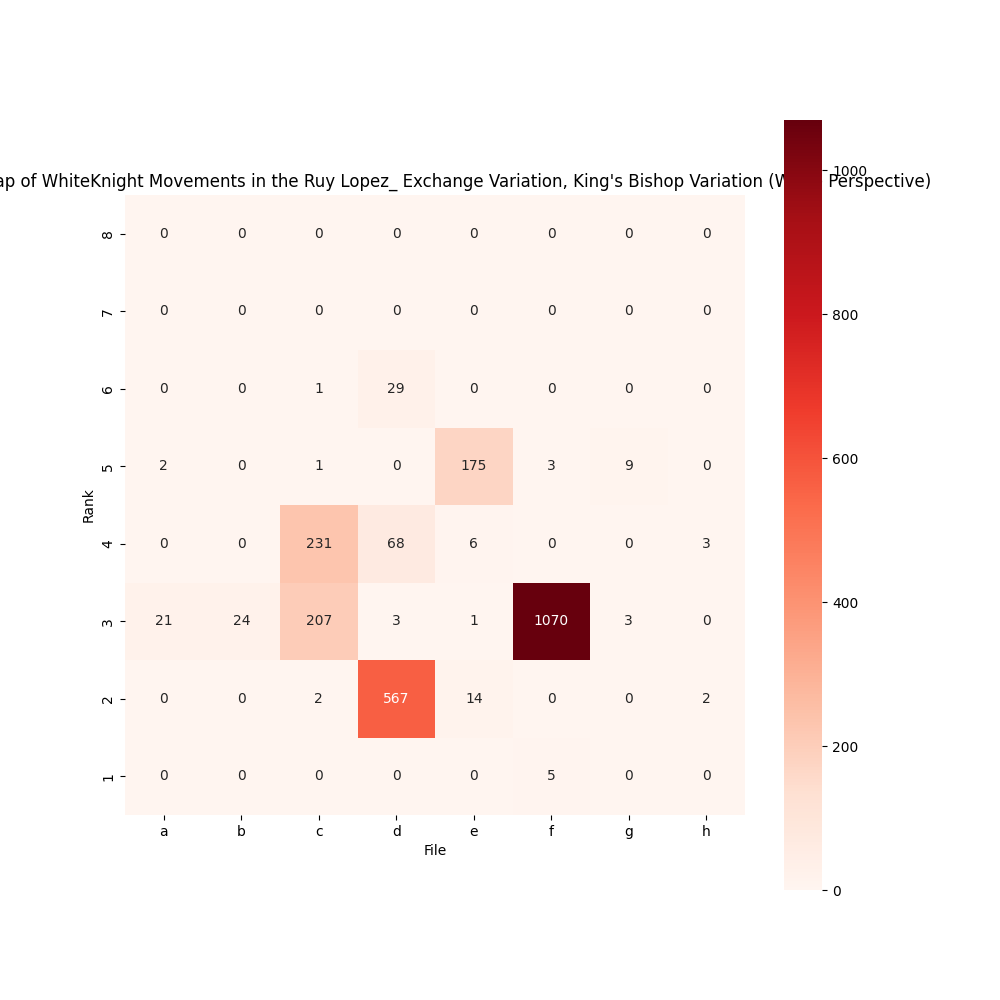 ap of WhiteKnight Movements in the Ruy Lopez_ Exchange Variation, King's Bishop Variation (W Perspective)
8 0 0 0 0 0 0 0 0
7 0 0 0 0 0 0 0 0
6 0 0 1 29 0 0 0 0
5 2 0 1 0 175 3 9 0
Rank
4 0 0 231 68 6 0 0 3
3 21 24 207 3 1 1070 3 0
2 0 0 2 567 14 0 0 2
1 0 0 0 0 0 5 0 0
a b c d e f g h
File
1000
800
600
400
200
0